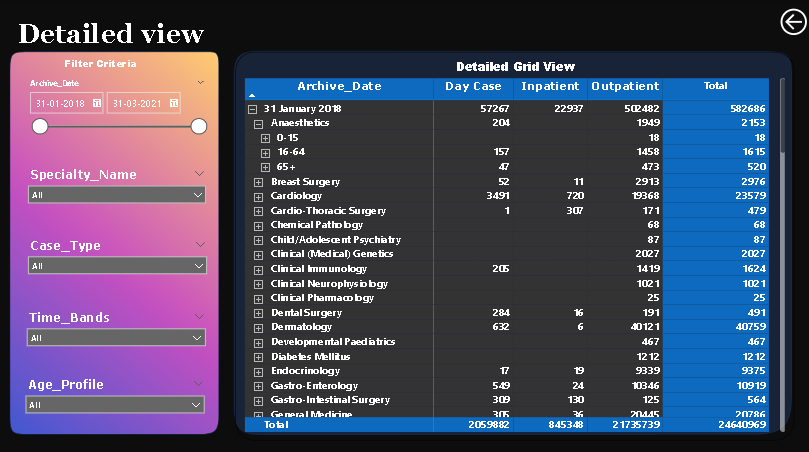 Detailed view
Filter Criteria
Archive_Date
31-01-2018 31-03-2021
Specialty_Name
All
Case_Type
All
Time_Bands
All
Age_Profile
All
Detailed Grid View
Archive_Date Day Case Inpatient Outpatient Total
31 January 2018 57267 22937 502482 582686
Anaesthetics 204 1949 2153
0-15 18 18
16-64 157 1458 1615
65+ 47 473 520
Breast Surgery 52 11 2913 2976
Cardiology 3491 720 19368 23579
Cardio-Thoracic Surgery 1 307 171 479
Chemical Pathology 68 68
Child/Adolescent Psychiatry 87 87
Clinical (Medical) Genetics 2027 2027
Clinical Immunology 205 1419 1624
Clinical Neurophysiology 1021 1021
Clinical Pharmacology 25 25
Dental Surgery 284 16 191 491
Dermatology 632 6 40121 40759
Developmental Paediatrics 467 467
Diabetes Mellitus 1212 1212
Endocrinology 17 19 9339 9375
Gastro-Enterology 549 24 10346 10919
Gastro-Intestinal Surgery 309 130 125 564
General Medicine 305 36 20445 20786
Total 2059882 845348 21735739 24640969